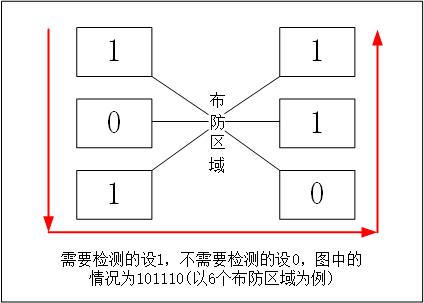 1 1
布
防
区
域
0 1
1 0
需要检测的设1，不需要检测的设0，图中的
情况为101110(以6个布防区域为例)